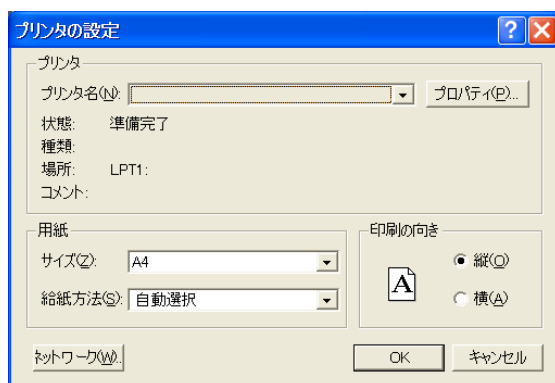 プリンタの設定
プリンタ
プリンタ名(N):
プロパティ(P)...
状態: 準備完了
種類:
場所: LPT1:
コメント:
用紙
サイズ(Z): A4
給紙方法(S): 自動選択
印刷の向き
A
縦(O)
横(A)
ネットワーク(W)...
OK
キャンセル